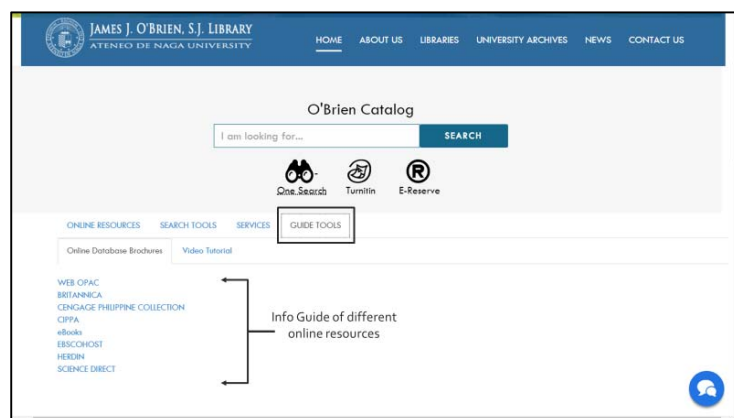 JAMES J. O'BRIEN, S.J. LIBRARY
ATENEO DE NAGA UNIVERSITY
HOME ABOUT US LIBRARIES UNIVERSITY ARCHIVES NEWS CONTACT US
O'Brien Catalog
I am looking for... SEARCH
One Search Turnitin E-Reserve
ONLINE RESOURCES SEARCH TOOLS SERVICES GUIDE TOOLS
Online Database Brochures Video Tutorial
WEB OPAC
BRITANNICA
CENGAGE PHILIPPINE COLLECTION
CIPPA
eBooks
EBSCOHOST
HERDIN
SCIENCE DIRECT
Info Guide of different
online resources